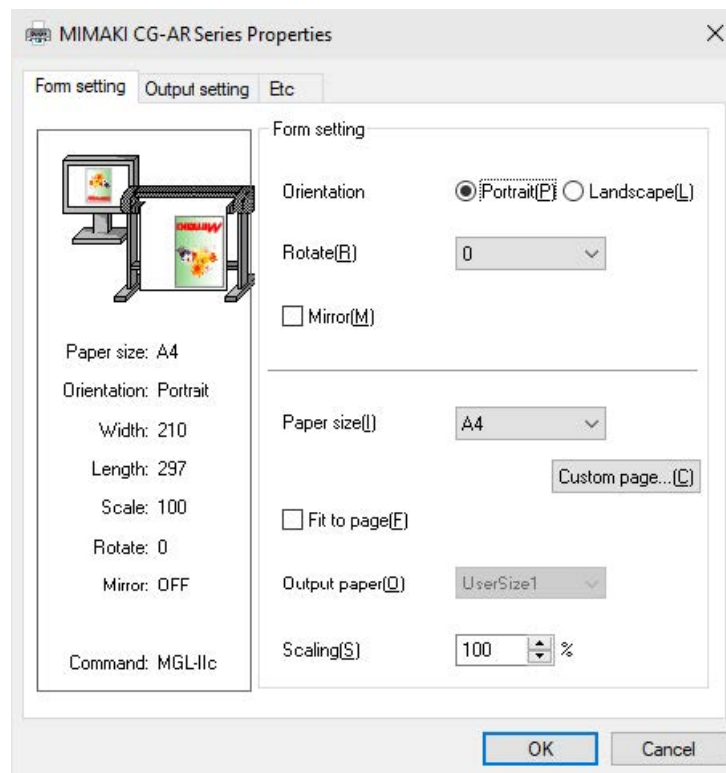 MIMAKI CG-AR Series Properties
Form setting
Output setting
Etc
Form setting
Orientation
Portrait(P)
Landscape(L)
Rotate(R)
0
Mirror(M)
Paper size(I)
A4
Custom page...(C)
Fit to page(F)
Output paper(O)
UserSize1
Scaling(S)
100
%
Mimaki
Paper size: A4
Orientation: Portrait
Width: 210
Length: 297
Scale: 100
Rotate: 0
Mirror: OFF
Command: MGL-IIc
OK
Cancel